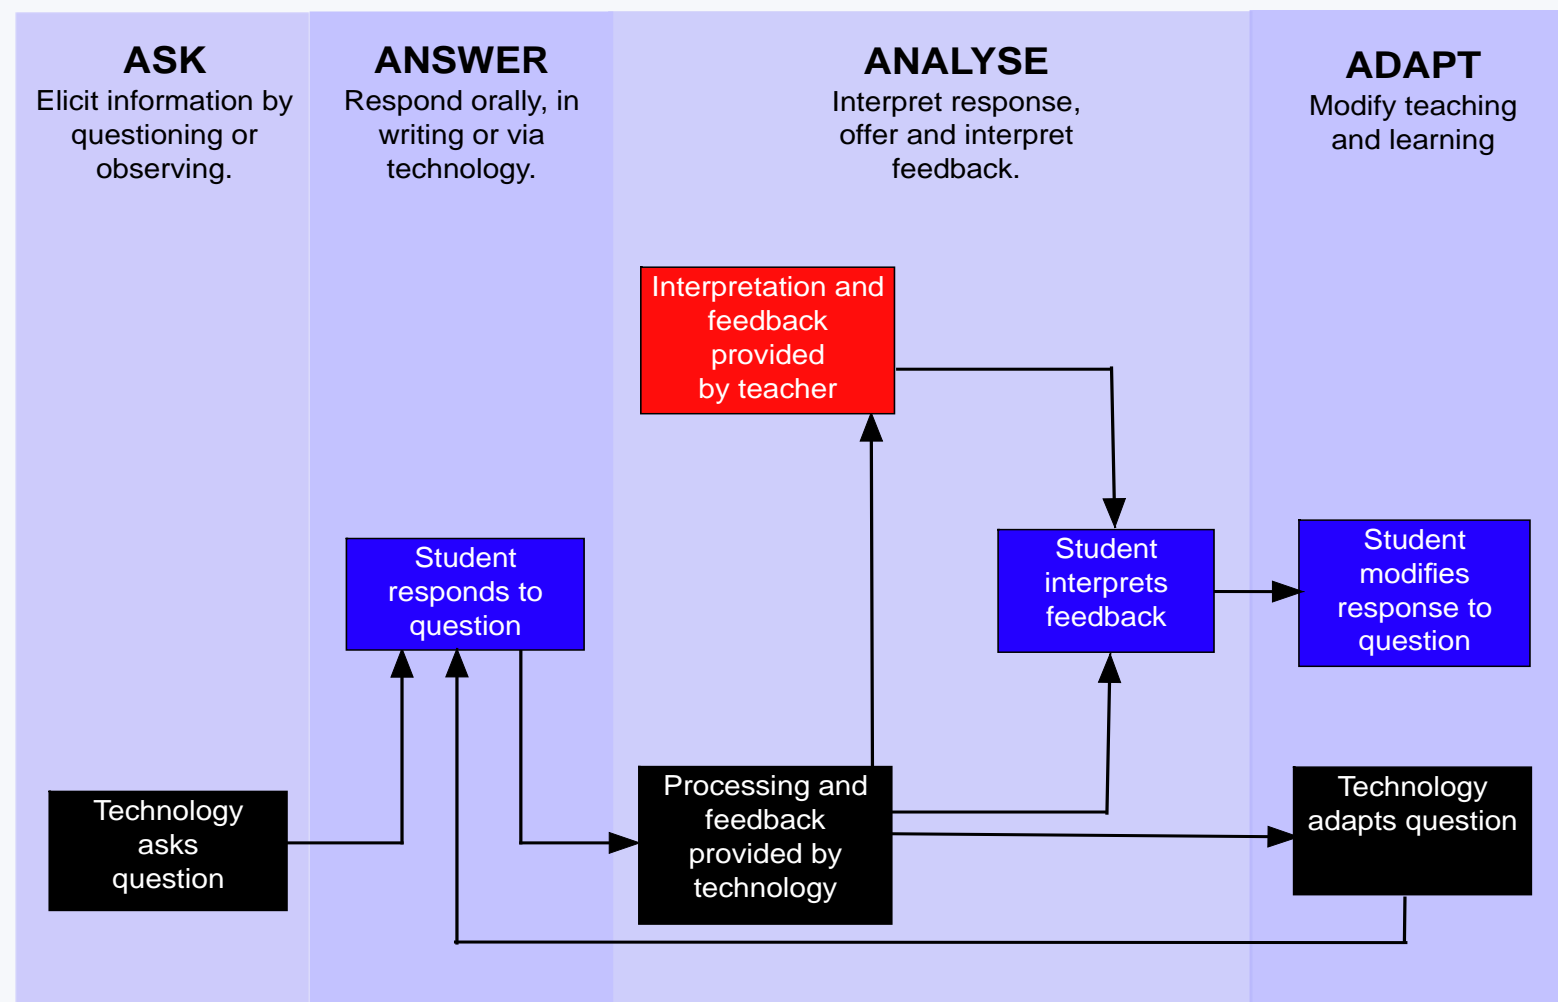 ASK
Elicit information by
questioning or
observing.
ANSWER
Respond orally, in
writing or via
technology.
ANALYSE
Interpret response,
offer and interpret
feedback.
ADAPT
Modify teaching
and learning
Interpretation and
feedback
provided
by teacher
Student
responds to
question
Student
interprets
feedback
Student
modifies
response to
question
Technology
asks
question
Processing and
feedback
provided by
technology
Technology
adapts question